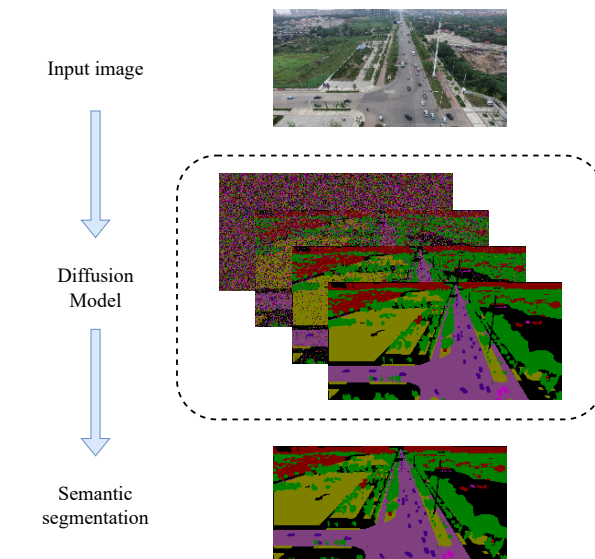 Input image
Diffusion
Model
Semantic
segmentation